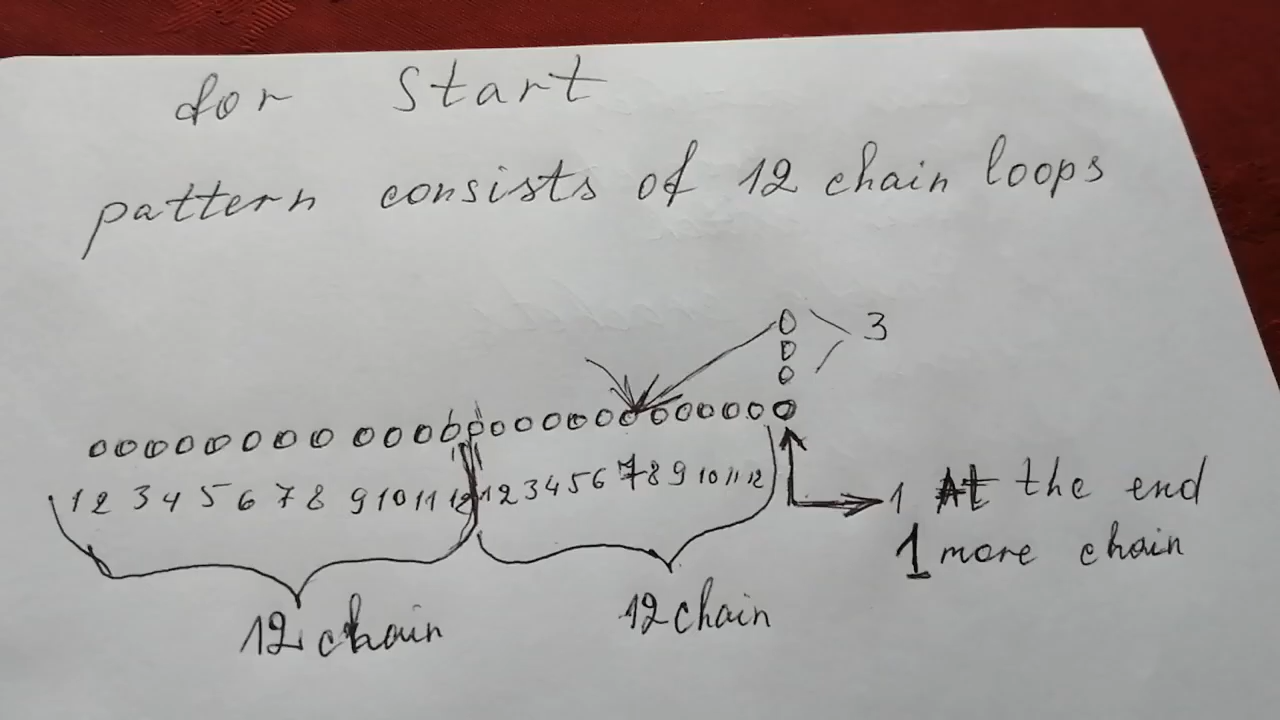 for start
pattern consists of 12 chain loops
3
1 2 3 4 5 6 7 8 9 10 11 12 1 2 3 4 5 6 7 8 9 10 11 12
1 At the end
1 more chain
12 chain 12 chain